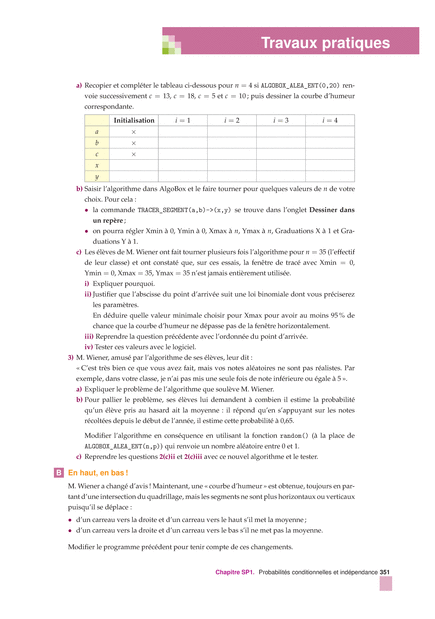 Travaux pratiques
a) Recopier et compléter le tableau ci-dessous pour n = 4 si ALGOBOX_ALEA_ENT(0,20) ren-
voie successivement c = 13, c = 18, c = 5 et c = 10 ; puis dessiner la courbe d'humeur
correspondante.
Initialisation i = 1 i = 2 i = 3 i = 4
a ×
b ×
c ×
x
y
b) Saisir l'algorithme dans AlgoBox et le faire tourner pour quelques valeurs de n de votre
choix. Pour cela :
• la commande TRACER_SEGMENT(a,b)->(x,y) se trouve dans l'onglet Dessiner dans
un repère ;
• on pourra régler Xmin à 0, Ymin à 0, Xmax à n, Ymax à n, Graduations X à 1 et Gra-
duations Y à 1.
c) Les élèves de M. Wiener ont fait tourner plusieurs fois l'algorithme pour n = 35 (l'effectif
de leur classe) et ont constaté que, sur ces essais, la fenêtre de tracé avec Xmin = 0,
Ymin = 0, Xmax = 35, Ymax = 35 n'est jamais entièrement utilisée.
i) Expliquer pourquoi.
ii) Justifier que l'abscisse du point d'arrivée suit une loi binomiale dont vous préciserez
les paramètres.
En déduire quelle valeur minimale choisir pour Xmax pour avoir au moins 95 % de
chance que la courbe d'humeur ne dépasse pas de la fenêtre horizontalement.
iii) Reprendre la question précédente avec l'ordonnée du point d'arrivée.
iv) Tester ces valeurs avec le logiciel.
3) M. Wiener, amusé par l'algorithme de ses élèves, leur dit :
« C'est très bien ce que vous avez fait, mais vos notes aléatoires ne sont pas réalistes. Par
exemple, dans votre classe, je n'ai pas mis une seule fois de note inférieure ou égale à 5 ».
a) Expliquer le problème de l'algorithme que soulève M. Wiener.
b) Pour pallier le problème, ses élèves lui demandent à combien il estime la probabilité
qu'un élève pris au hasard ait la moyenne : il répond qu'en s'appuyant sur les notes
récoltées depuis le début de l'année, il estime cette probabilité à 0,65.
Modifier l'algorithme en conséquence en utilisant la fonction random() (à la place de
ALGOBOX_ALEA_ENT(n,p)) qui renvoie un nombre aléatoire entre 0 et 1.
c) Reprendre les questions 2(c)ii et 2(c)iii avec ce nouvel algorithme et le tester.
B En haut, en bas !
M. Wiener a changé d'avis ! Maintenant, une « courbe d'humeur » est obtenue, toujours en par-
tant d'une intersection du quadrillage, mais les segments ne sont plus horizontaux ou verticaux
puisqu'il se déplace :
• d'un carreau vers la droite et d'un carreau vers le haut s'il met la moyenne ;
• d'un carreau vers la droite et d'un carreau vers le bas s'il ne met pas la moyenne.
Modifier le programme précédent pour tenir compte de ces changements.
Chapitre SP1. Probabilités conditionnelles et indépendance 351